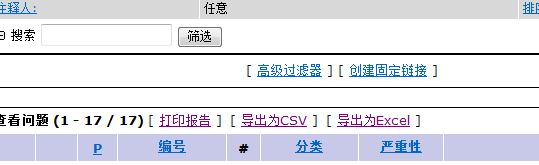 注释人: 任意
搜索 筛选
[ 高级过滤器 ] [ 创建固定链接 ]
查看问题 (1 - 17 / 17) [ 打印报告 ] [ 导出为CSV ] [ 导出为Excel ]
P 编号 # 分类 严重性